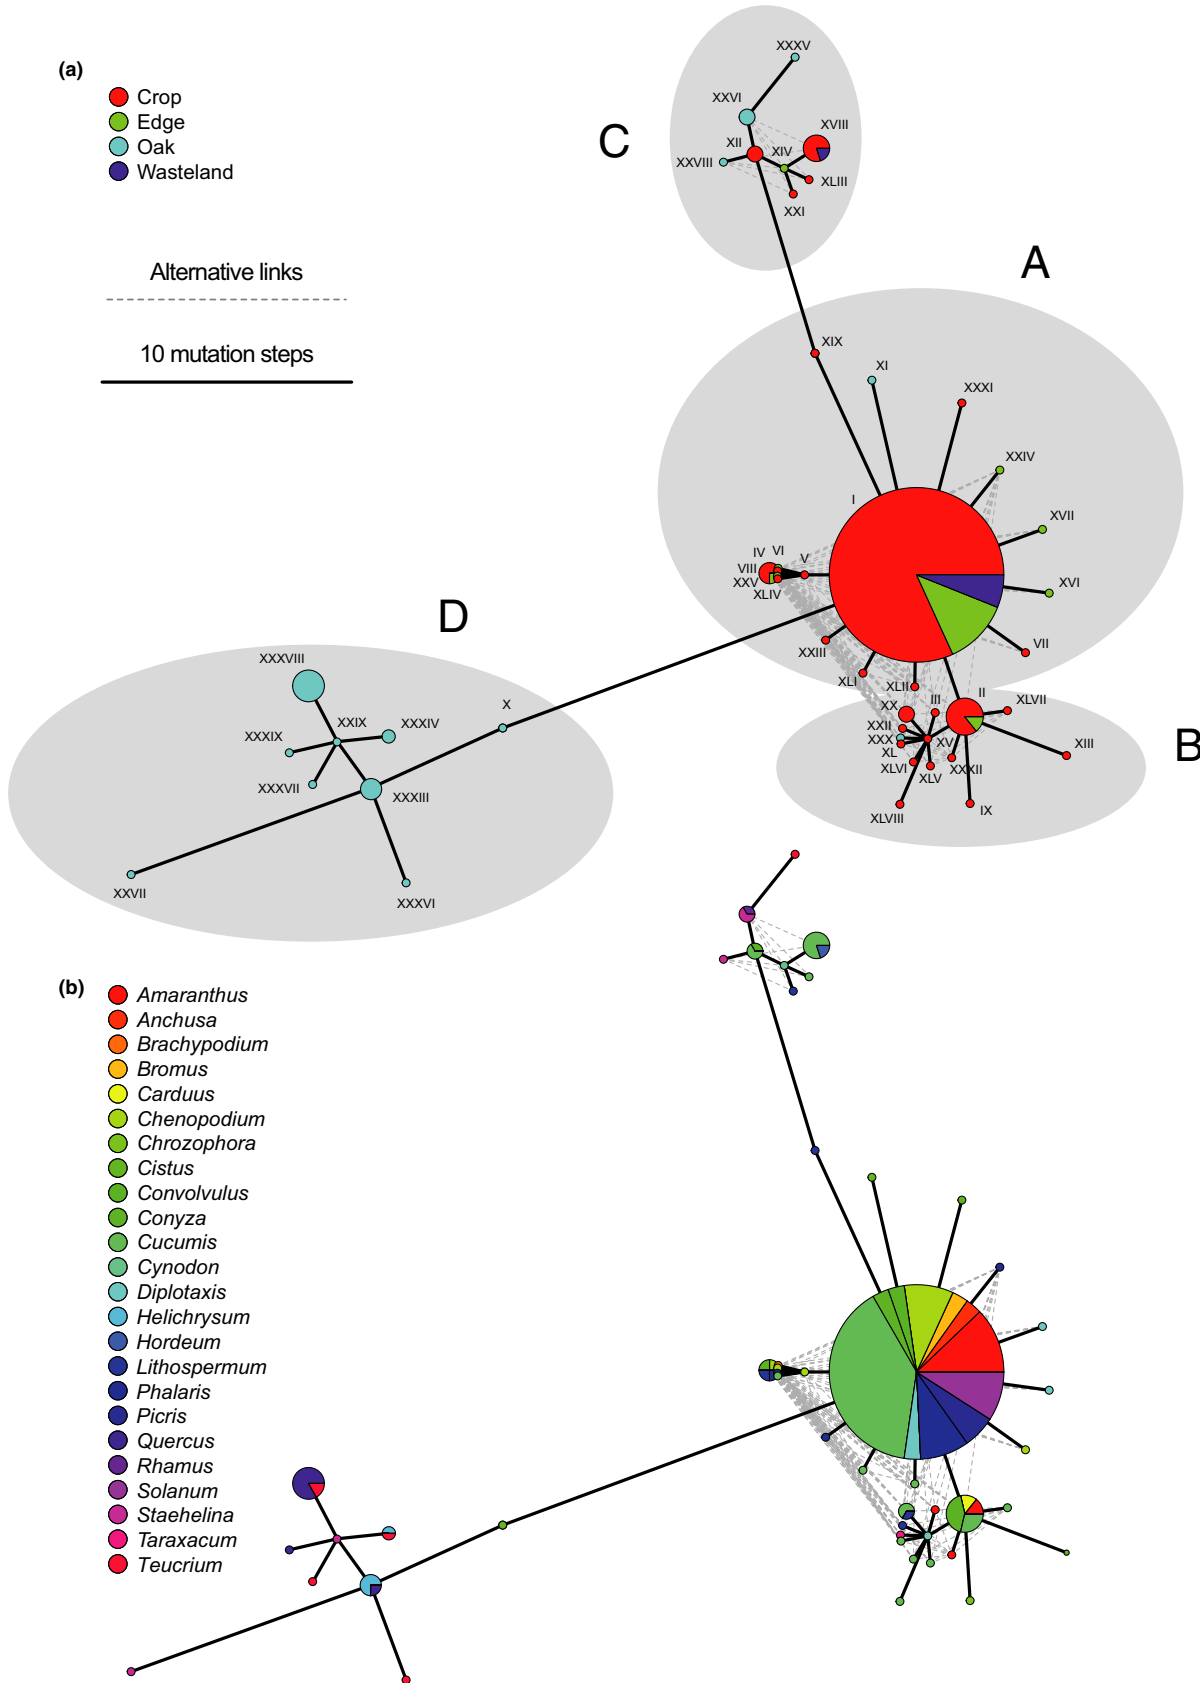 (a)
Crop
Edge
Oak
Wasteland
Alternative links
10 mutation steps
C
XXXV
XXVI
XVIII
XII
XIV
XXVIII
XLIII
XXI
A
XIX
XI
XXXI
XXIV
I
XVII
IV
VI
V
VIII
XXV
XLIV
XVI
VII
XXIII
XLI
XLII
D
XXXVIII
X
XXIX
XXXIV
XXXIX
XXXVII
XXXIII
XXVII
XXXVI
B
II
III
XLVII
XX
XXII
XXX
XV
XL
XIII
XLVI
XLV
XXXII
XLVIII
IX
(b)
Amaranthus
Anchusa
Brachypodium
Bromus
Carduus
Chenopodium
Chrozophora
Cistus
Convolvulus
Conyza
Cucumis
Cynodon
Diplotaxis
Helichrysum
Hordeum
Lithospermum
Phalaris
Picris
Quercus
Rhamus
Solanum
Staehelina
Taraxacum
Teucrium